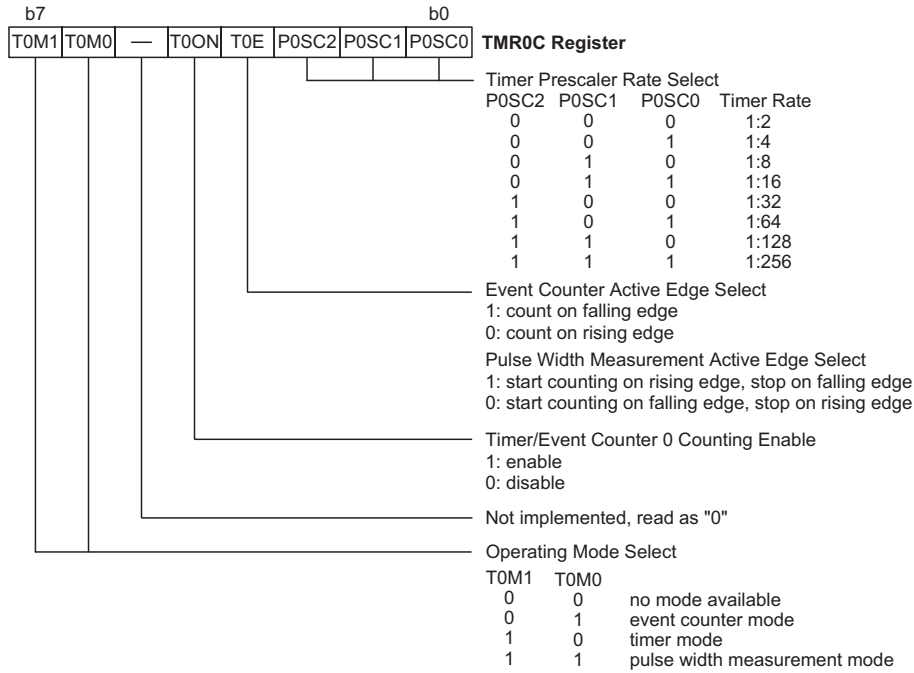 b7 b0
T0M1 T0M0 — T0ON T0E P0SC2 P0SC1 P0SC0 TMR0C Register
Timer Prescaler Rate Select
P0SC2 P0SC1 P0SC0 Timer Rate
0 0 0 1:2
0 0 1 1:4
0 1 0 1:8
0 1 1 1:16
1 0 0 1:32
1 0 1 1:64
1 1 0 1:128
1 1 1 1:256
Event Counter Active Edge Select
1: count on falling edge
0: count on rising edge
Pulse Width Measurement Active Edge Select
1: start counting on rising edge, stop on falling edge
0: start counting on falling edge, stop on rising edge
Timer/Event Counter 0 Counting Enable
1: enable
0: disable
Not implemented, read as "0"
Operating Mode Select
T0M1 T0M0
0 0 no mode available
0 1 event counter mode
1 0 timer mode
1 1 pulse width measurement mode